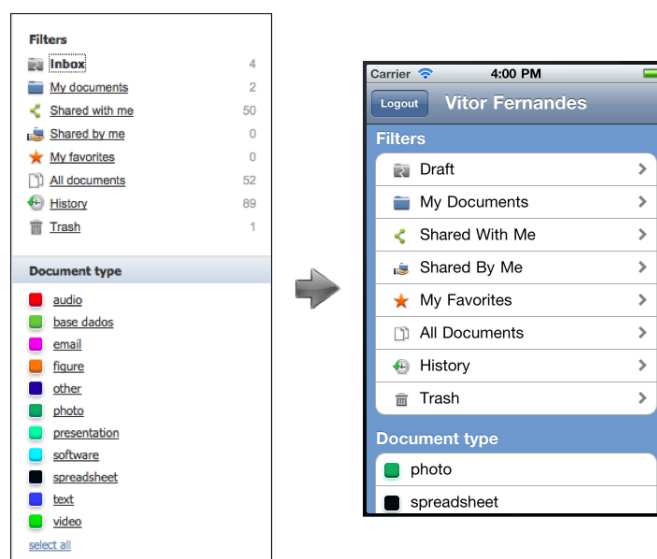 Filters
Inbox 4
My documents 2
Shared with me 50
Shared by me 0
My favorites 0
All documents 52
History 89
Trash 1
Document type
audio
base dados
email
figure
other
photo
presentation
software
spreadsheet
text
video
select all
Carrier 4:00 PM
Logout Vitor Fernandes
Filters
Draft
My Documents
Shared With Me
Shared By Me
My Favorites
All Documents
History
Trash
Document type
photo
spreadsheet